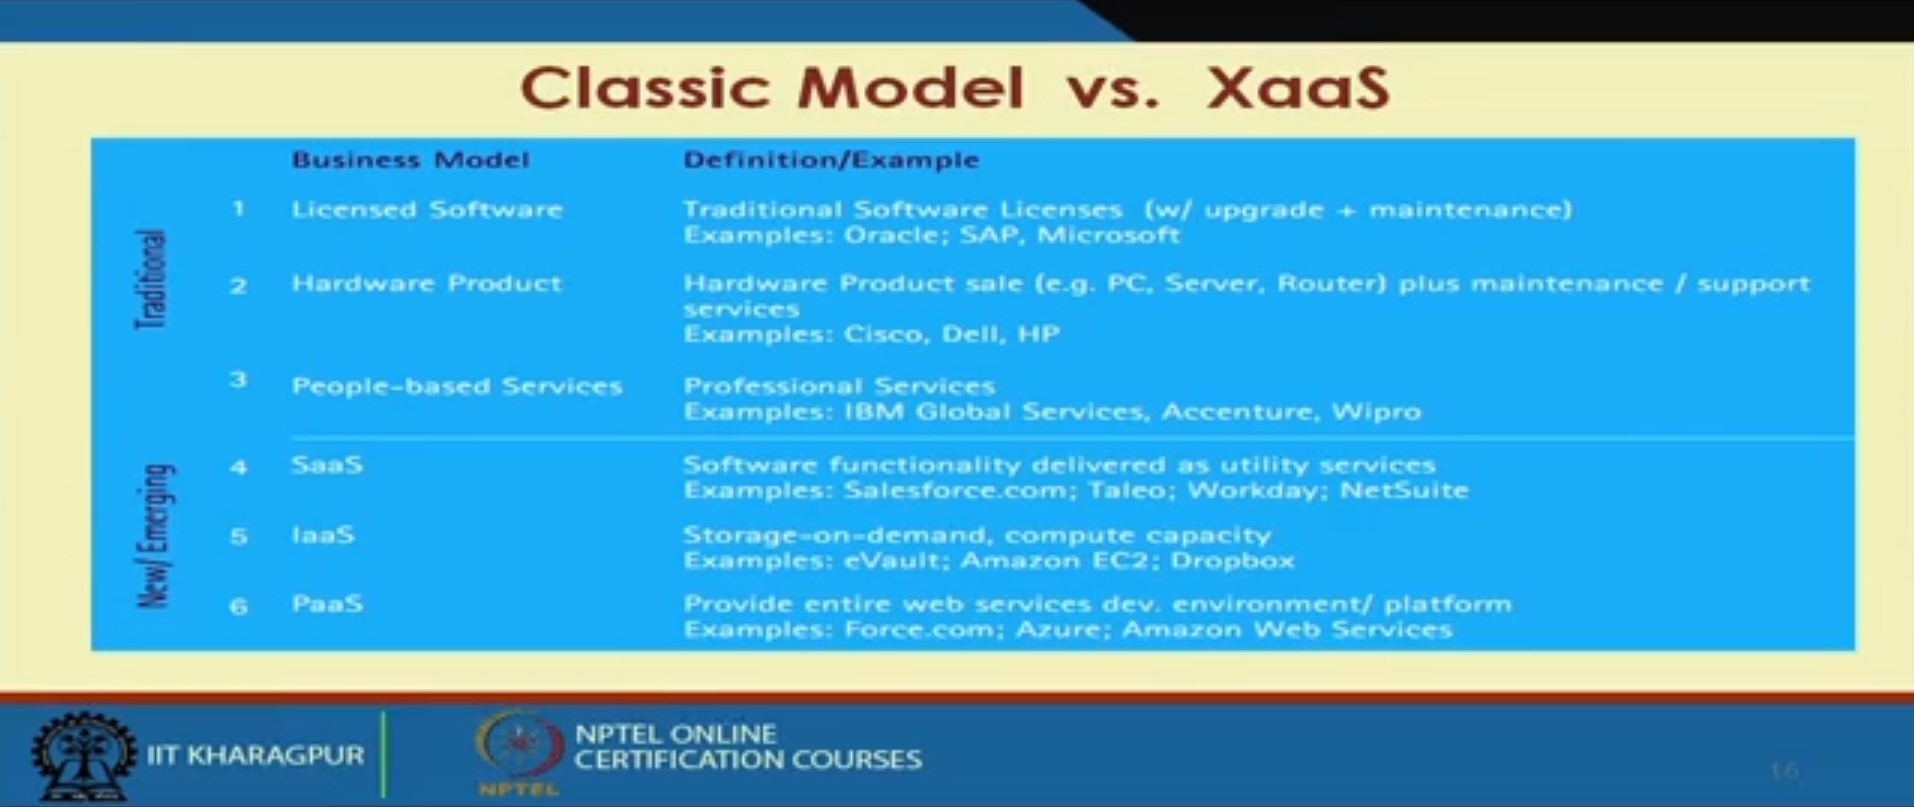 Classic Model vs. XaaS
Business Model Definition/Example
Traditional
1 Licensed Software Traditional Software Licenses (w/ upgrade + maintenance)
Examples: Oracle; SAP, Microsoft
2 Hardware Product Hardware Product sale (e.g. PC, Server, Router) plus maintenance / support
services
Examples: Cisco, Dell, HP
3 People-based Services Professional Services
Examples: IBM Global Services, Accenture, Wipro
New/ Emerging
4 SaaS Software functionality delivered as utility services
Examples: Salesforce.com; Taleo; Workday; NetSuite
5 IaaS Storage-on-demand, compute capacity
Examples: eVault; Amazon EC2; Dropbox
6 PaaS Provide entire web services dev. environment/ platform
Examples: Force.com; Azure; Amazon Web Services
IIT KHARAGPUR
NPTEL
NPTEL ONLINE
CERTIFICATION COURSES
16